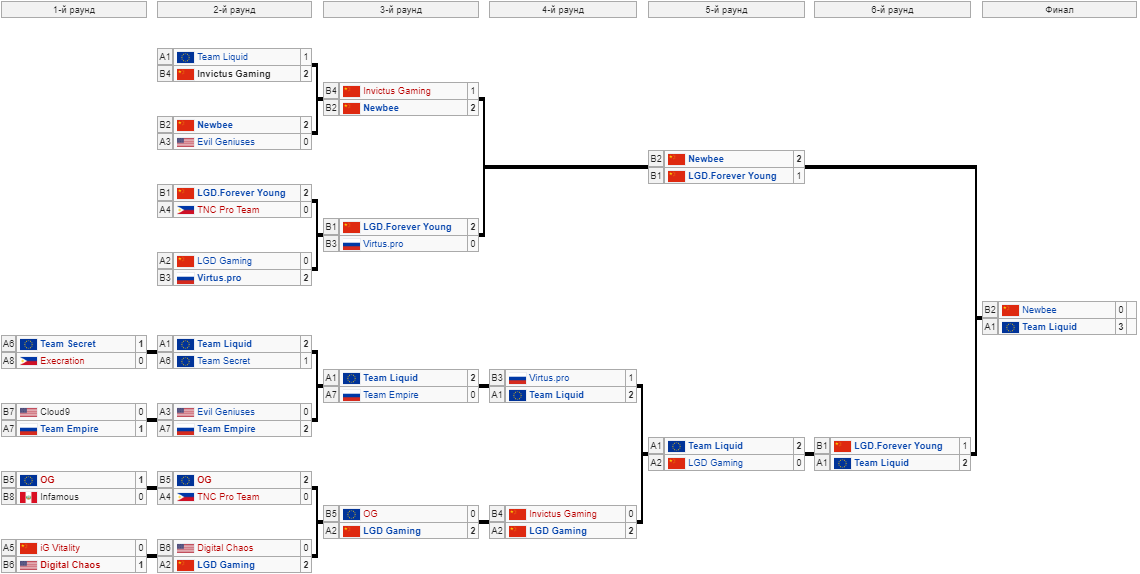 1-й раунд 2-й раунд 3-й раунд 4-й раунд 5-й раунд 6-й раунд Финал
A1 Team Liquid 1
B4 Invictus Gaming 2
B4 Invictus Gaming 1
B2 Newbee 2
B2 Newbee 2
A3 Evil Geniuses 0
B2 Newbee 2
B1 LGD.Forever Young 1
B1 LGD.Forever Young 2
A4 TNC Pro Team 0
B1 LGD.Forever Young 2
B3 Virtus.pro 0
A2 LGD Gaming 0
B3 Virtus.pro 2
B2 Newbee 0
A1 Team Liquid 3
A6 Team Secret 1 A1 Team Liquid 2
A8 Execration 0 A6 Team Secret 1
A1 Team Liquid 2 B3 Virtus.pro 1
A7 Team Empire 0 A1 Team Liquid 2
B7 Cloud9 0 A3 Evil Geniuses 0
A7 Team Empire 1 A7 Team Empire 2
A1 Team Liquid 2 B1 LGD.Forever Young 1
A2 LGD Gaming 0 A1 Team Liquid 2
B5 OG 1 B5 OG 2
B8 Infamous 0 A4 TNC Pro Team 0
B5 OG 0 B4 Invictus Gaming 0
A2 LGD Gaming 2 A2 LGD Gaming 2
A5 iG Vitality 0 B6 Digital Chaos 0
B6 Digital Chaos 1 A2 LGD Gaming 2